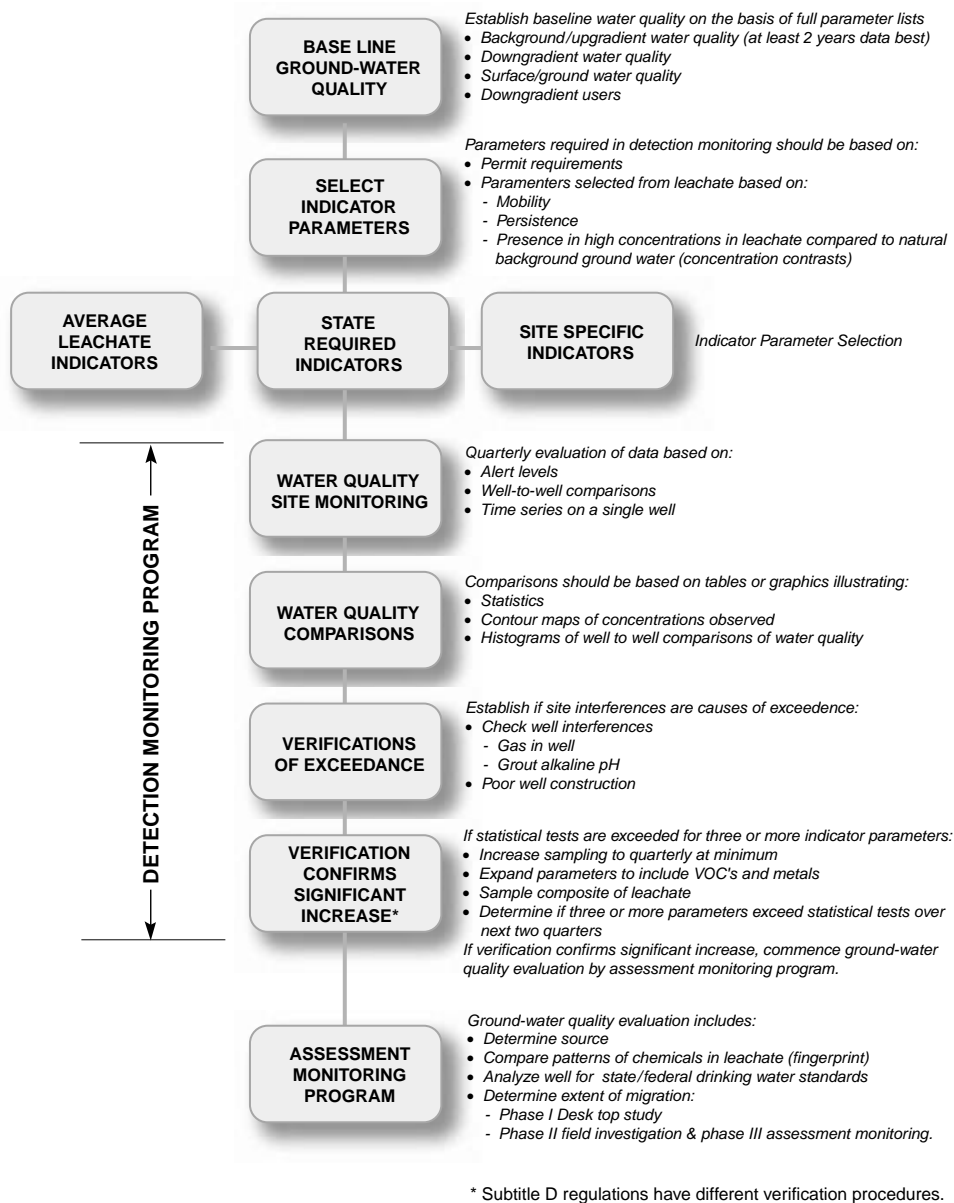 BASE LINE
GROUND-WATER
QUALITY
Establish baseline water quality on the basis of full parameter lists
• Background/upgradient water quality (at least 2 years data best)
• Downgradient water quality
• Surface/ground water quality
• Downgradient users
SELECT
INDICATOR
PARAMETERS
Parameters required in detection monitoring should be based on:
• Permit requirements
• Paramenters selected from leachate based on:
- Mobility
- Persistence
- Presence in high concentrations in leachate compared to natural
background ground water (concentration contrasts)
AVERAGE
LEACHATE
INDICATORS
STATE
REQUIRED
INDICATORS
SITE SPECIFIC
INDICATORS
Indicator Parameter Selection
DETECTION MONITORING PROGRAM
WATER QUALITY
SITE MONITORING
Quarterly evaluation of data based on:
• Alert levels
• Well-to-well comparisons
• Time series on a single well
WATER QUALITY
COMPARISONS
Comparisons should be based on tables or graphics illustrating:
• Statistics
• Contour maps of concentrations observed
• Histograms of well to well comparisons of water quality
VERIFICATIONS
OF EXCEEDANCE
Establish if site interferences are causes of exceedence:
• Check well interferences
- Gas in well
- Grout alkaline pH
• Poor well construction
VERIFICATION
CONFIRMS
SIGNIFICANT
INCREASE*
If statistical tests are exceeded for three or more indicator parameters:
• Increase sampling to quarterly at minimum
• Expand parameters to include VOC's and metals
• Sample composite of leachate
• Determine if three or more parameters exceed statistical tests over
next two quarters
If verification confirms significant increase, commence ground-water
quality evaluation by assessment monitoring program.
ASSESSMENT
MONITORING
PROGRAM
Ground-water quality evaluation includes:
• Determine source
• Compare patterns of chemicals in leachate (fingerprint)
• Analyze well for state/federal drinking water standards
• Determine extent of migration:
- Phase I Desk top study
- Phase II field investigation & phase III assessment monitoring.
* Subtitle D regulations have different verification procedures.